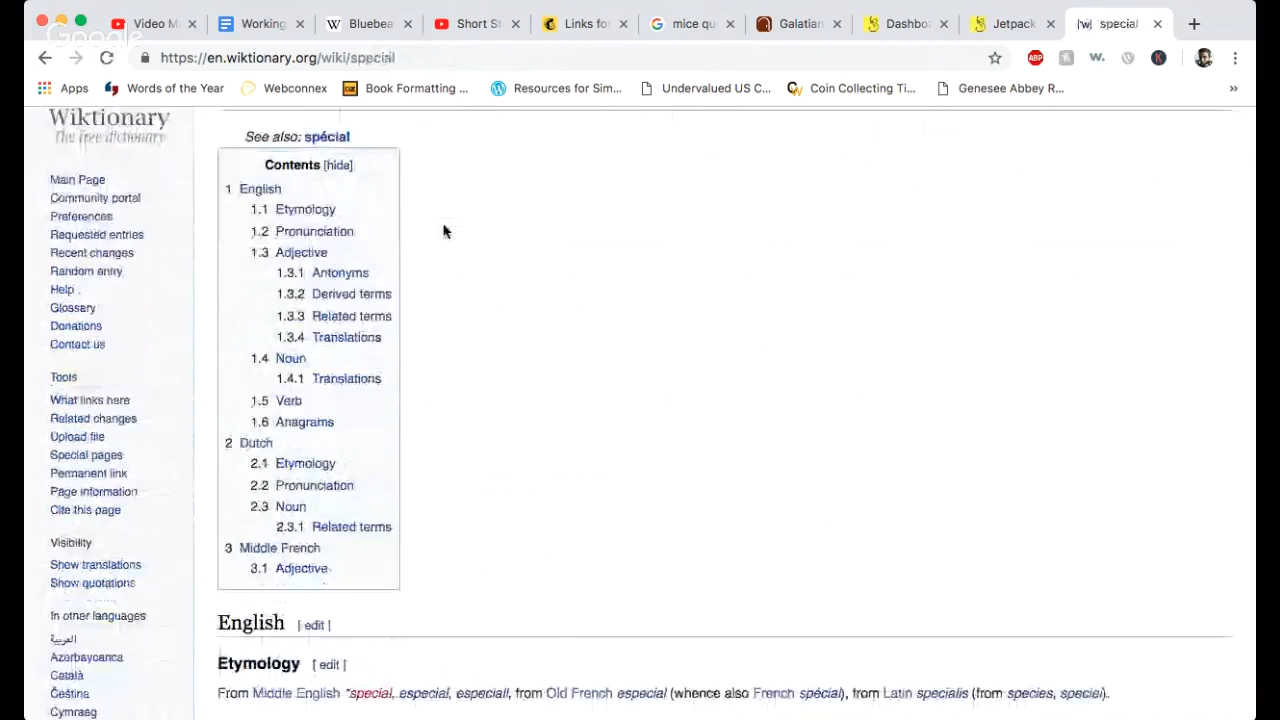 Video M
Working
Bluebea
Short S
Links for
mice qu
Galatian
Dashbo
Jetpack
[w] special
Google
https://en.wiktionary.org/wiki/special
ABP
w.
K
Apps
Words of the Year
Webconnex
Book Formatting ...
Resources for Sim...
Undervalued US C...
Coin Collecting Ti...
Genesee Abbey R...
»
Wiktionary
The free dictionary
Main Page
Community portal
Preferences
Requested entries
Recent changes
Random entry
Help
Glossary
Donations
Contact us
Tools
What links here
Related changes
Upload file
Special pages
Permanent link
Page information
Cite this page
Visibility
Show translations
Show quotations
In other languages
العربية
Azərbaycanca
Català
Čeština
Cymraeg
See also: spécial
Contents [hide]
1 English
1.1 Etymology
1.2 Pronunciation
1.3 Adjective
1.3.1 Antonyms
1.3.2 Derived terms
1.3.3 Related terms
1.3.4 Translations
1.4 Noun
1.4.1 Translations
1.5 Verb
1.6 Anagrams
2 Dutch
2.1 Etymology
2.2 Pronunciation
2.3 Noun
2.3.1 Related terms
3 Middle French
3.1 Adjective
English [ edit ]
Etymology [ edit ]
From Middle English *special, especial, especiall, from Old French especial (whence also French spécial), from Latin specialis (from species, special).